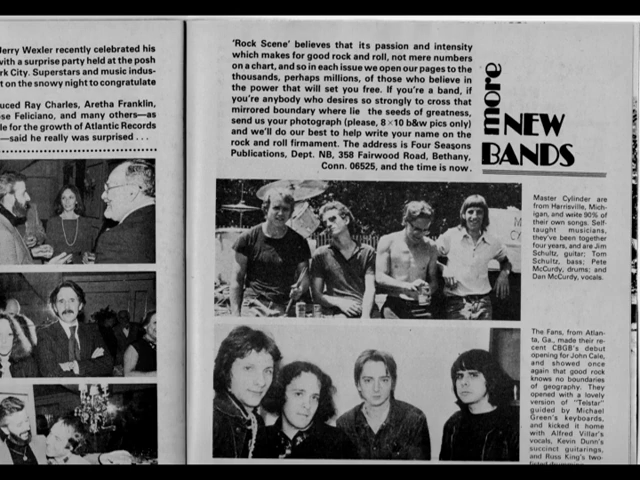 Jerry Wexler recently celebrated his
with a surprise party held at the posh
rk City. Superstars and music indus-
t on the snowy night to congratulate
uced Ray Charles, Aretha Franklin,
se Feliciano, and many others—as
le for the growth of Atlantic Records
—said he really was surprised . . .
'Rock Scene' believes that its passion and intensity
which makes for good rock and roll, not mere numbers
on a chart, and so in each issue we open our pages to the
thousands, perhaps millions, of those who believe in
the power that will set you free. If you're a band, if
you're anybody who desires so strongly to cross that
mirrored boundary where lie the seeds of greatness,
send us your photograph (please, 8×10 b&w pics only)
and we'll do our best to help write your name on the
rock and roll firmament. The address is Four Seasons
Publications, Dept. NB, 358 Fairwood Road, Bethany,
Conn. 06525, and the time is now.
more
NEW
BANDS
Master Cylinder are
from Harrisville, Mich-
igan, and write 90% of
their own songs. Self-
taught musicians,
they've been together
four years, and are Jim
Schultz, guitar; Tom
Schultz, bass; Pete
McCurdy, drums; and
Dan McCurdy, vocals.
The Fans, from Atlan-
ta, Ga., made their re-
cent CBGB's debut
opening for John Cale,
and showed once
again that good rock
knows no boundaries
of geography. They
opened with a lovely
version of "Telstar"
guided by Michael
Green's keyboards,
and kicked it home
with Alfred Villar's
vocals, Kevin Dunn's
succinct guitarings,
and Russ King's two-